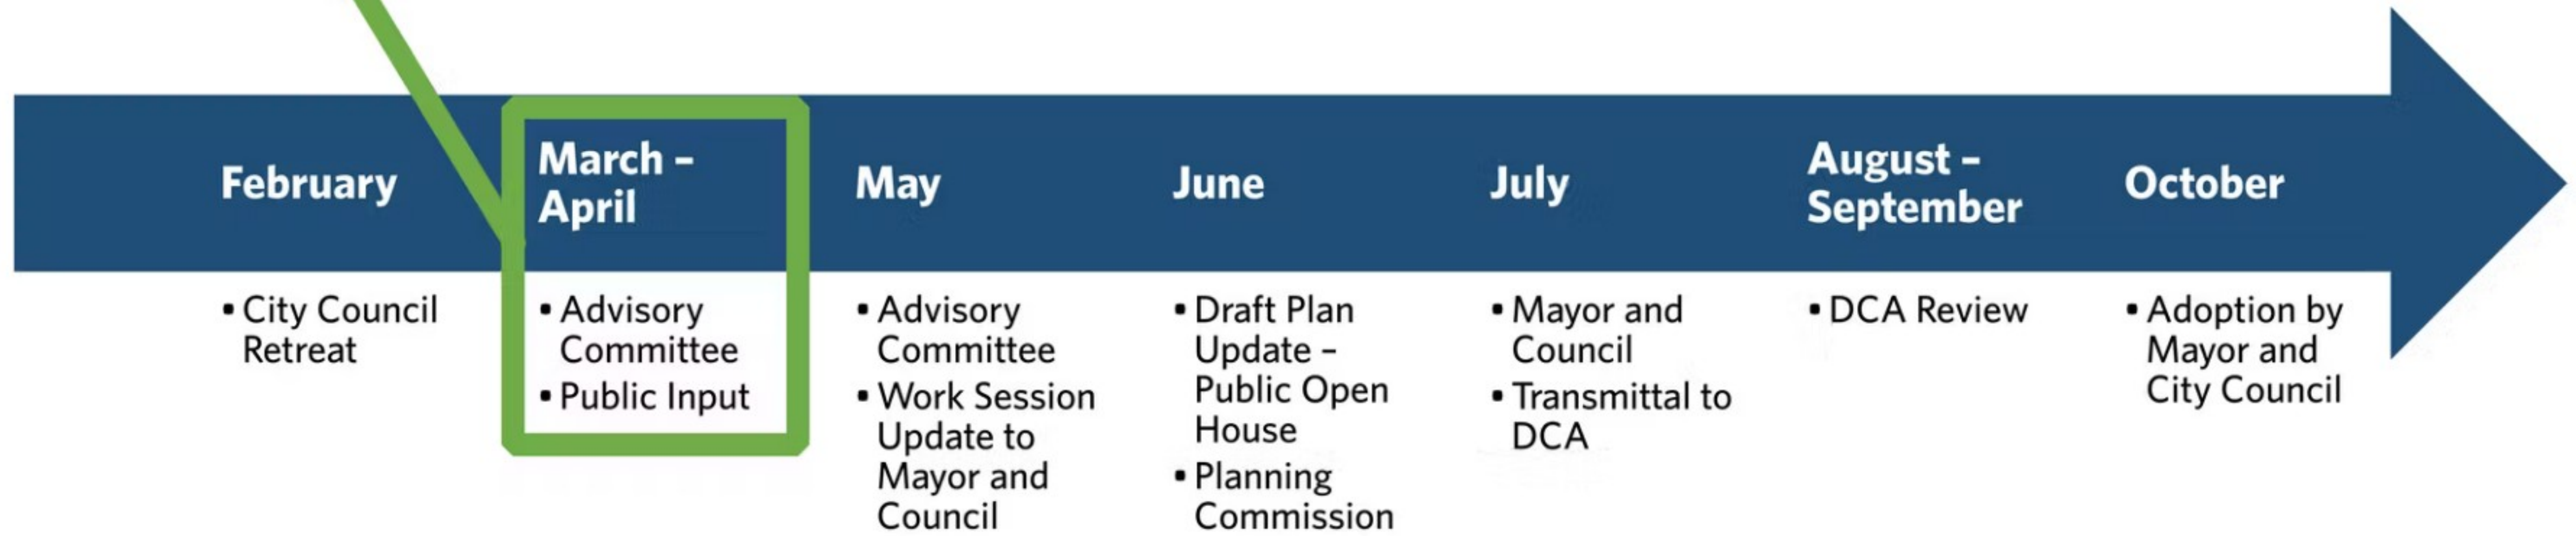 February
March –
April
May
June
July
August –
September
October
▪ City Council
Retreat
▪ Advisory
Committee
▪ Public Input
▪ Advisory
Committee
▪ Work Session
Update to
Mayor and
Council
▪ Draft Plan
Update –
Public Open
House
▪ Planning
Commission
▪ Mayor and
Council
▪ Transmittal to
DCA
▪ DCA Review
▪ Adoption by
Mayor and
City Council